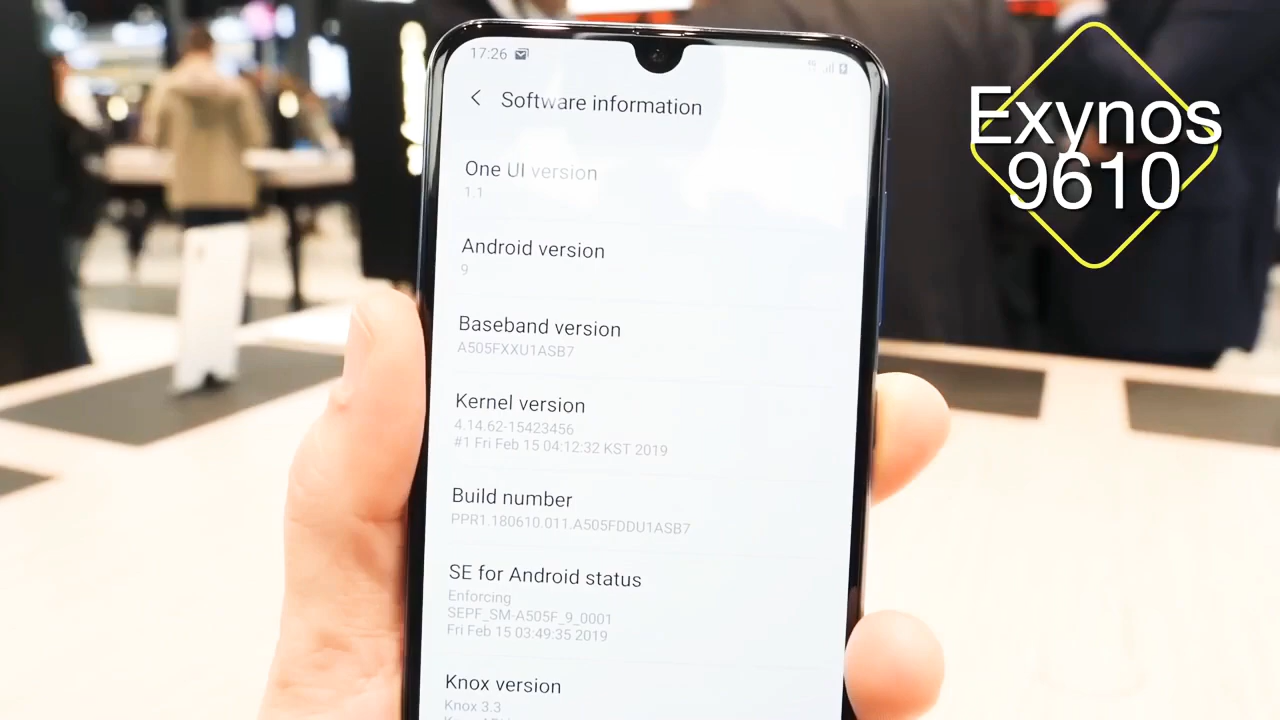 17:26
Software information
One UI version
1.1
Android version
9
Baseband version
A505FXXU1ASB7
Kernel version
4.14.62-15423456
#1 Fri Feb 15 04:12:32 KST 2019
Build number
PPR1.180610.011.A505FDDU1ASB7
SE for Android status
Enforcing
SEPF_SM-A505F_9_0001
Fri Feb 15 03:49:35 2019
Knox version
Knox 3.3
Exynos
9610